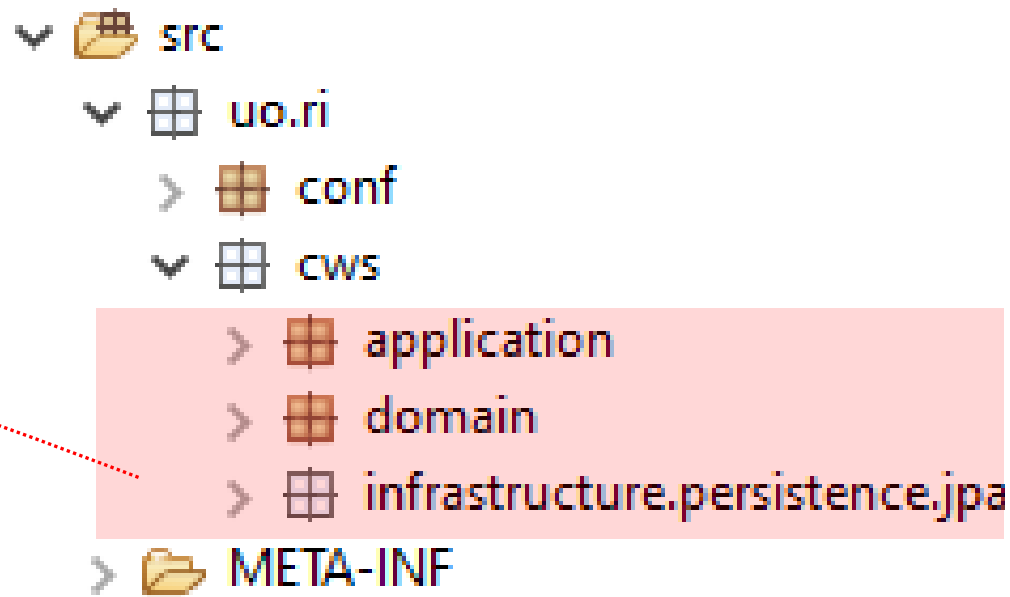 src
uo.ri
conf
cws
application
domain
infrastructure.persistence.jpa
META-INF